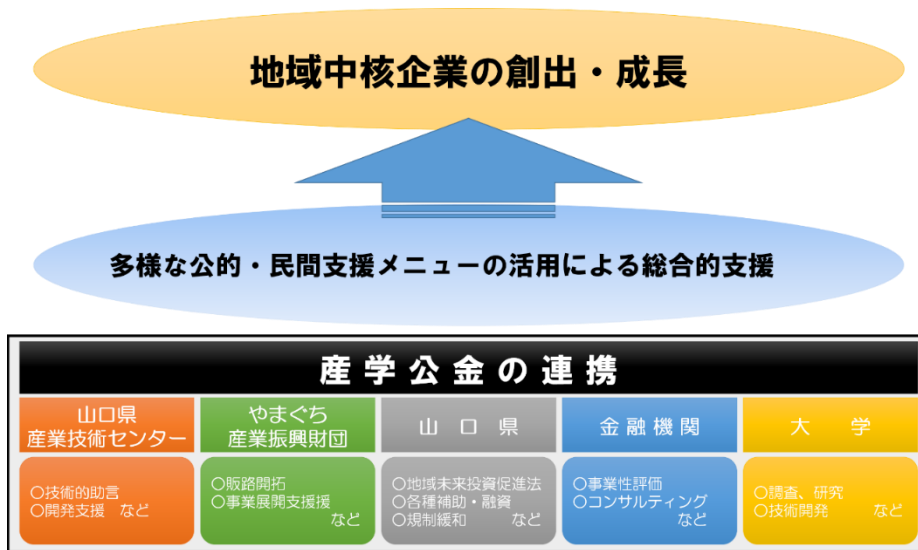 地域中核企業の創出・成長
多様な公的・民間支援メニューの活用による総合的支援
産学公金の連携
山口県
産業技術センター
○技術的助言
○開発支援 など
やまぐち
産業振興財団
○販路開拓
○事業展開支援援
など
山口県
○地域未来投資促進法
○各種補助・融資
○規制緩和 など
金融機関
○事業性評価
○コンサルティング
など
大学
○調査、研究
○技術開発 など